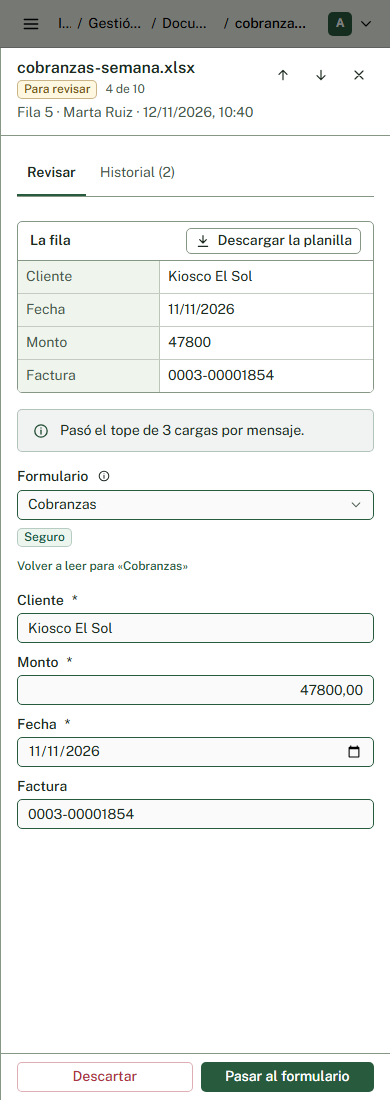 I... / Gestió... / Docu... / cobranza... A
cobranzas-semana.xlsx
Para revisar 4 de 10
Fila 5 · Marta Ruiz · 12/11/2026, 10:40
Revisar Historial (2)
La fila Descargar la planilla
Cliente Kiosco El Sol
Fecha 11/11/2026
Monto 47800
Factura 0003-00001854
Pasó el tope de 3 cargas por mensaje.
Formulario
Cobranzas
Seguro
Volver a leer para «Cobranzas»
Cliente *
Kiosco El Sol
Monto *
47800,00
Fecha *
11/11/2026
Factura
0003-00001854
Descartar Pasar al formulario